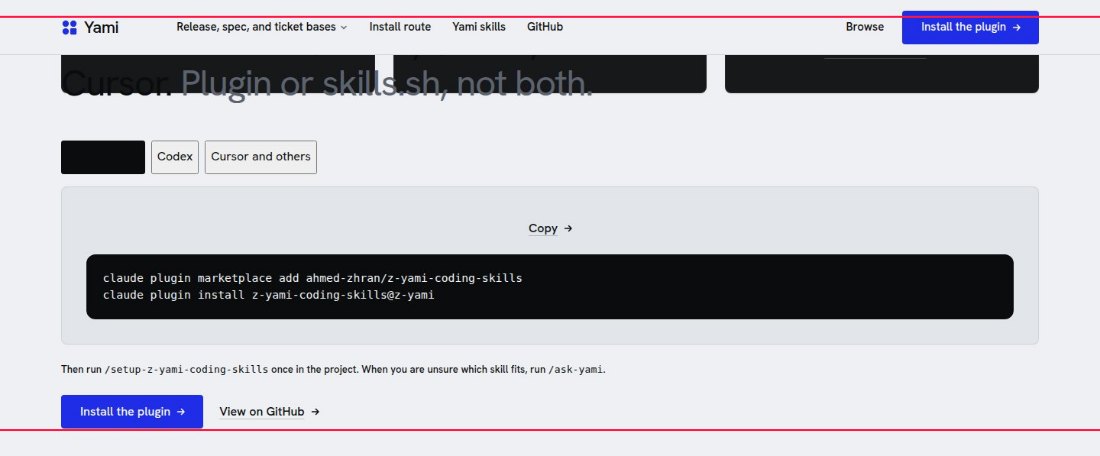 Yami
Release, spec, and ticket bases
Install route
Yami skills
GitHub
Browse
Install the plugin →
Cursor. Plugin or skills.sh, not both.
Codex
Cursor and others
Copy →
claude plugin marketplace add ahmed-zhran/z-yami-coding-skills
claude plugin install z-yami-coding-skills@z-yami
Then run /setup-z-yami-coding-skills once in the project. When you are unsure which skill fits, run /ask-yami.
Install the plugin →
View on GitHub →